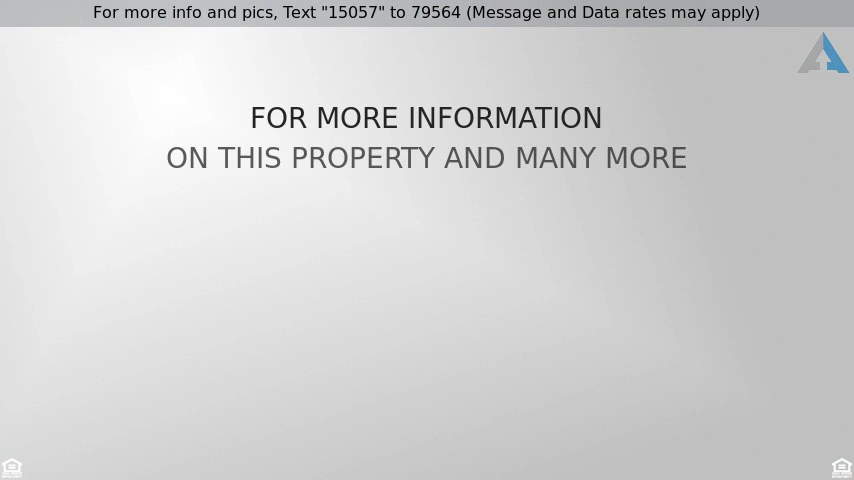 For more info and pics, Text "15057" to 79564 (Message and Data rates may apply)
FOR MORE INFORMATION
ON THIS PROPERTY AND MANY MORE